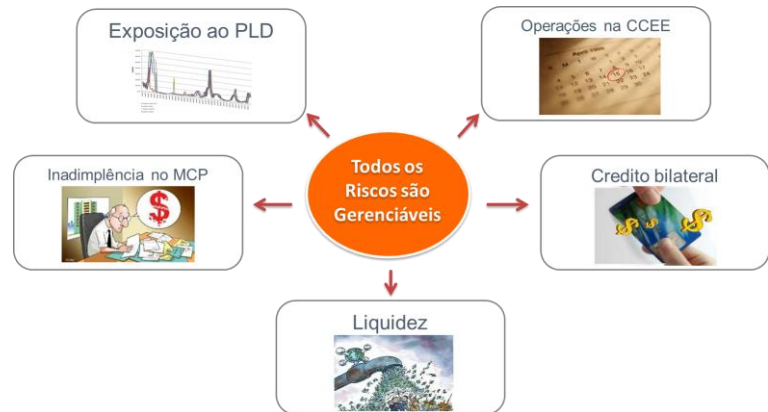 Exposição ao PLD
Operações na CCEE
Todos os
Riscos são
Gerenciáveis
Inadimplência no MCP
Credito bilateral
Liquidez